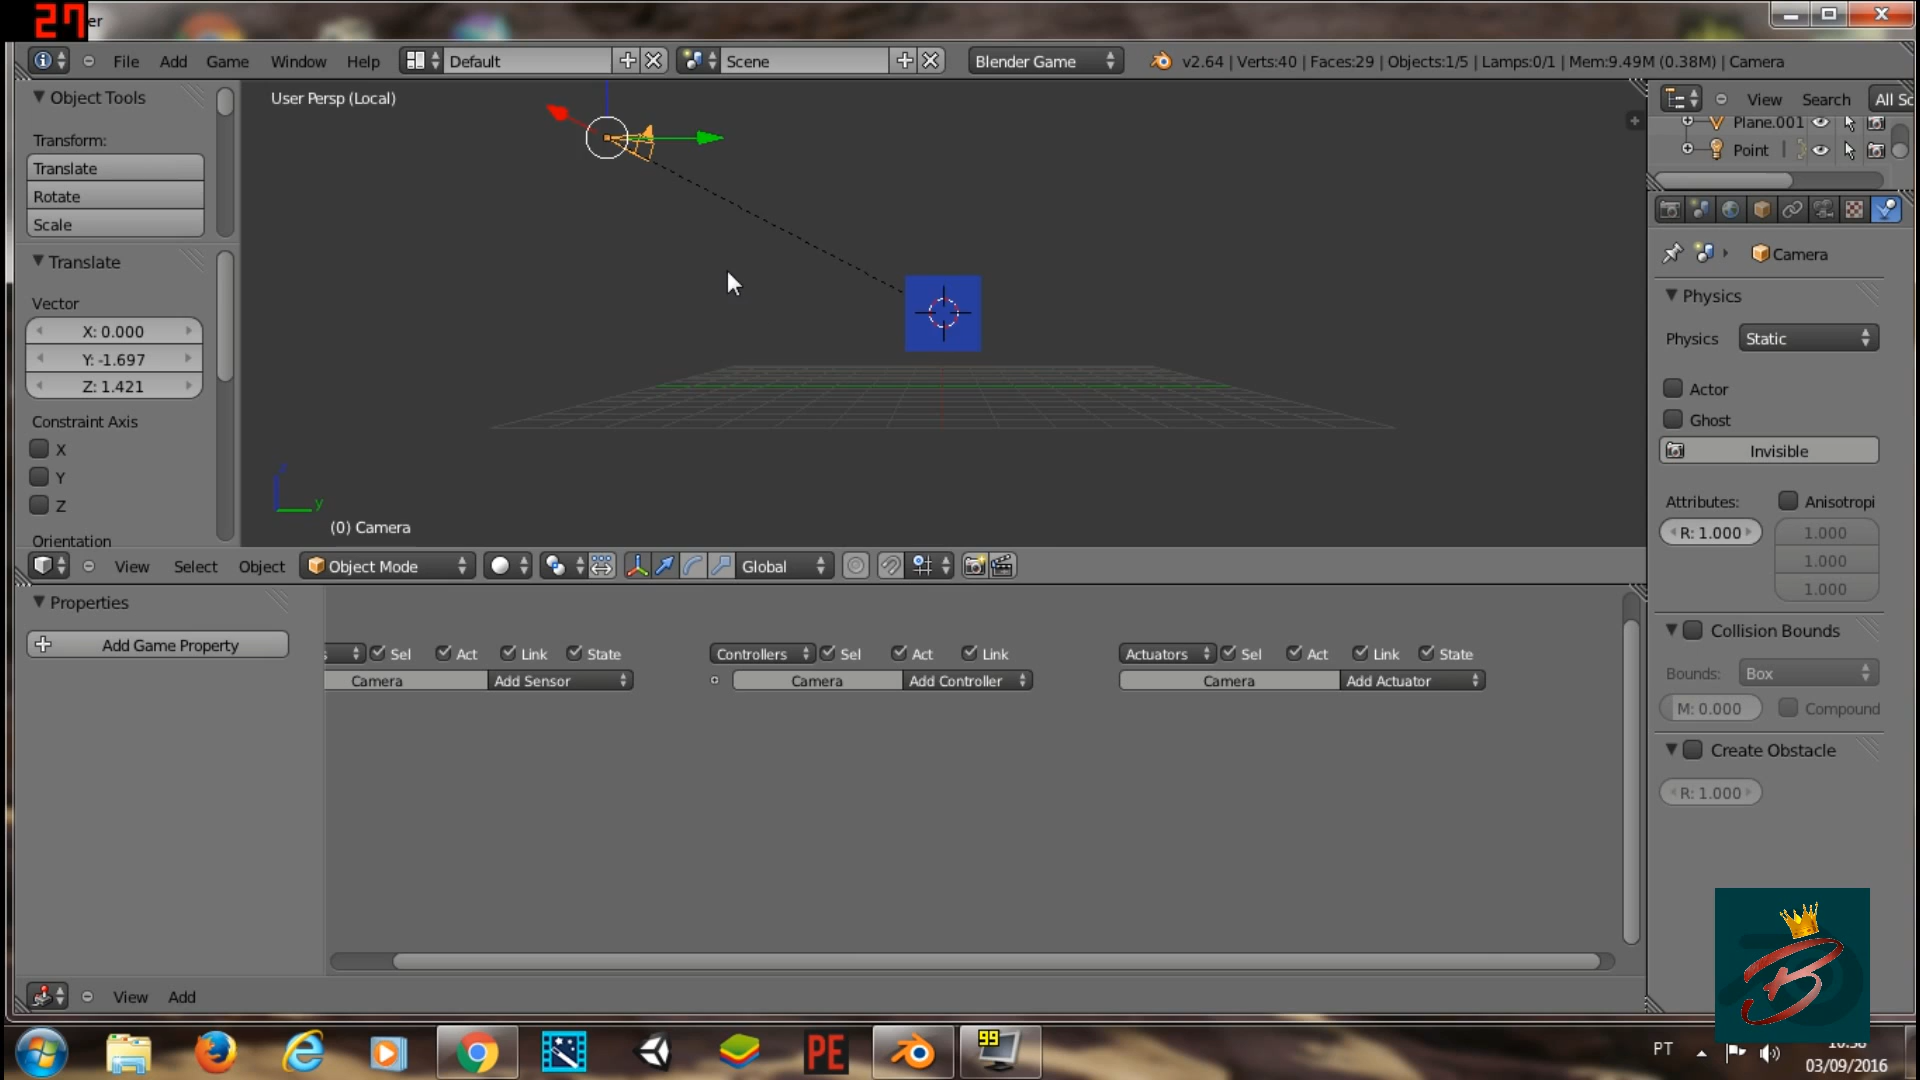 27 er
File Add Game Window Help Default Scene Blender Game v2.64 | Verts:40 | Faces:29 | Objects:1/5 | Lamps:0/1 | Mem:9.49M (0.38M) | Camera
Object Tools
Transform:
Translate
Rotate
Scale
Translate
Vector
X: 0.000
Y: -1.697
Z: 1.421
Constraint Axis
X
Y
Z
Orientation
User Persp (Local)
z
y
(0) Camera
View Search All Sc
Plane.001
Point
Camera
Physics
Physics Static
Actor
Ghost
Invisible
Attributes: Anisotropi
R: 1.000 1.000
1.000
1.000
Collision Bounds
Bounds: Box
M: 0.000 Compound
Create Obstacle
R: 1.000
View Select Object Object Mode Global
Properties
Add Game Property
s Sel Act Link State Controllers Sel Act Link Actuators Sel Act Link State
Camera Add Sensor Camera Add Controller Camera Add Actuator
View Add
B
PE 99 PT
03/09/2016